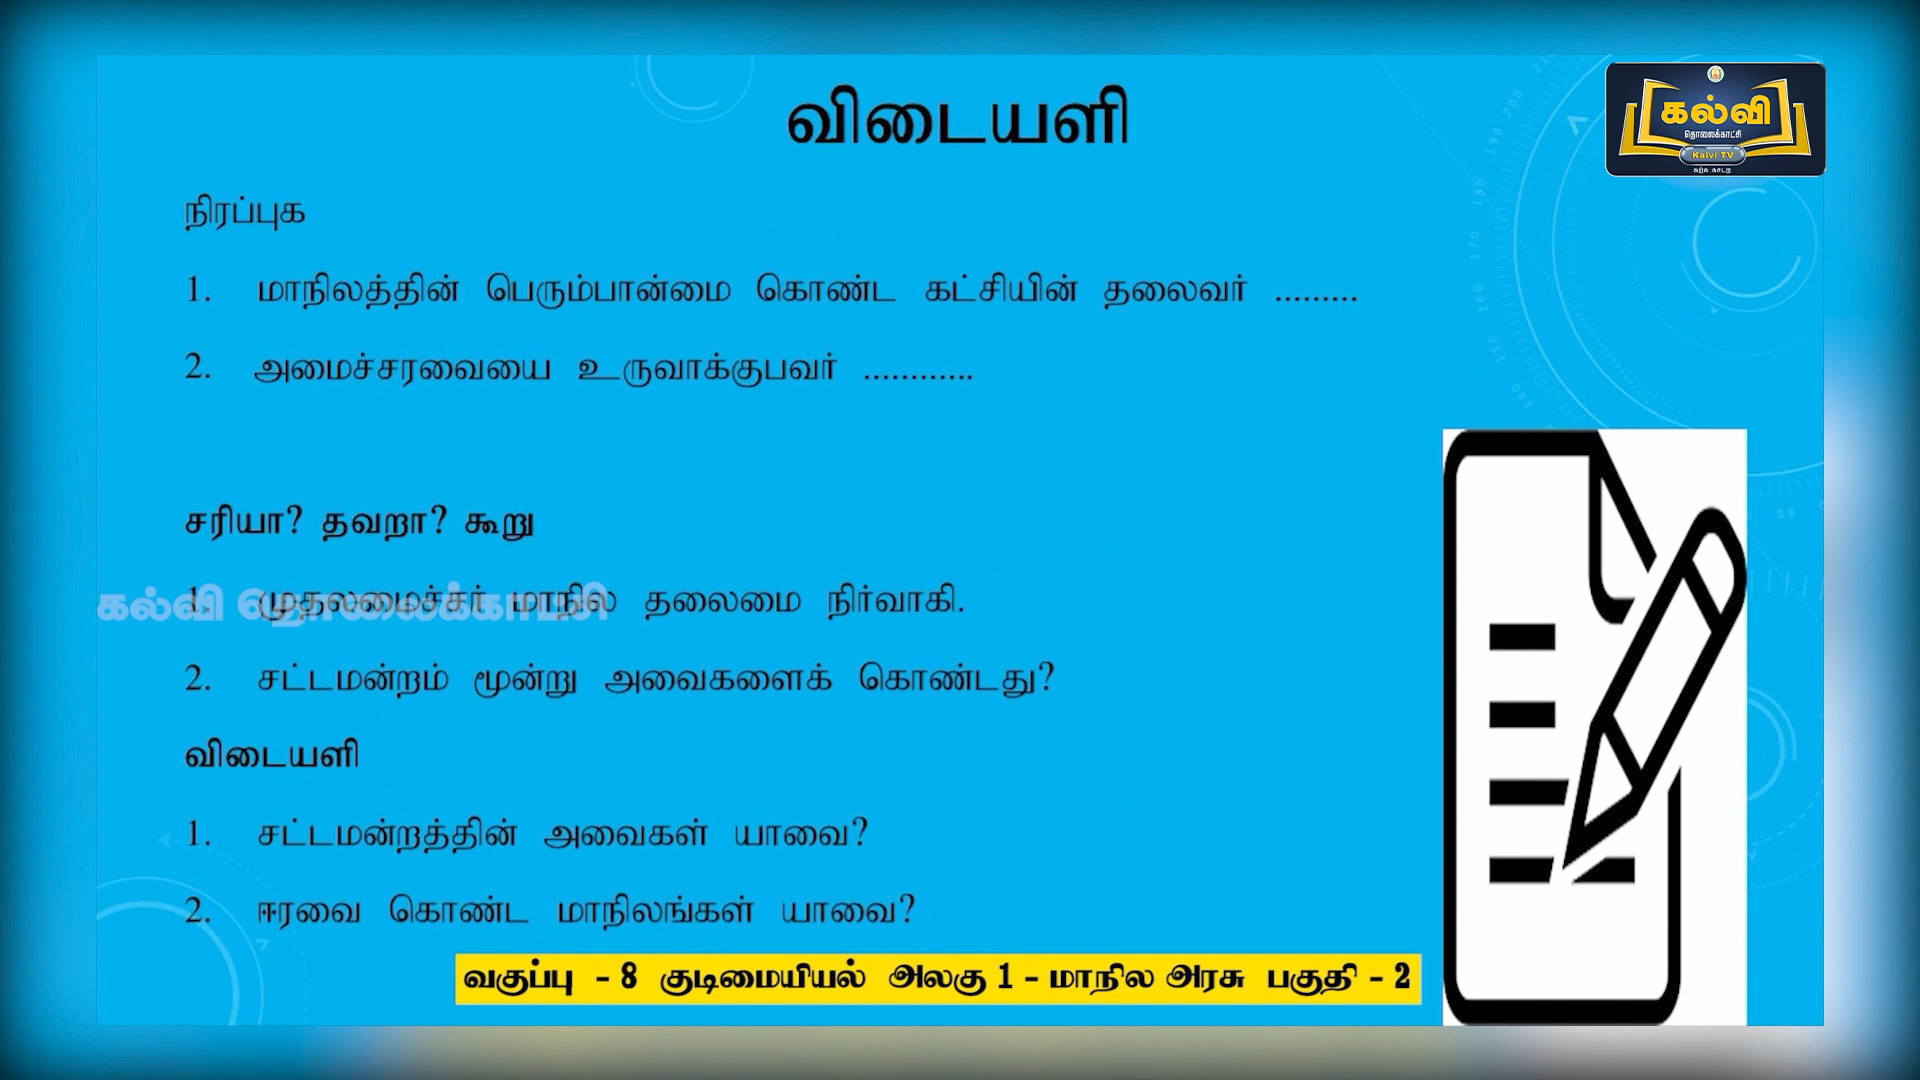 விடையளி
கல்வி
தொலைக்காட்சி
Kalvi TV
கற்க கசடற
நிரப்புக
1. மாநிலத்தின் பெரும்பான்மை கொண்ட கட்சியின் தலைவர் .........
2. அமைச்சரவையை உருவாக்குபவர் ............
சரியா? தவறா? கூறு
1. முதலமைச்சர் மாநில தலைமை நிர்வாகி.
கல்வி தொலைக்காட்சி
2. சட்டமன்றம் மூன்று அவைகளைக் கொண்டது?
விடையளி
1. சட்டமன்றத்தின் அவைகள் யாவை?
2. ஈரவை கொண்ட மாநிலங்கள் யாவை?
வகுப்பு - 8 குடிமையியல் அலகு 1 - மாநில அரசு பகுதி - 2